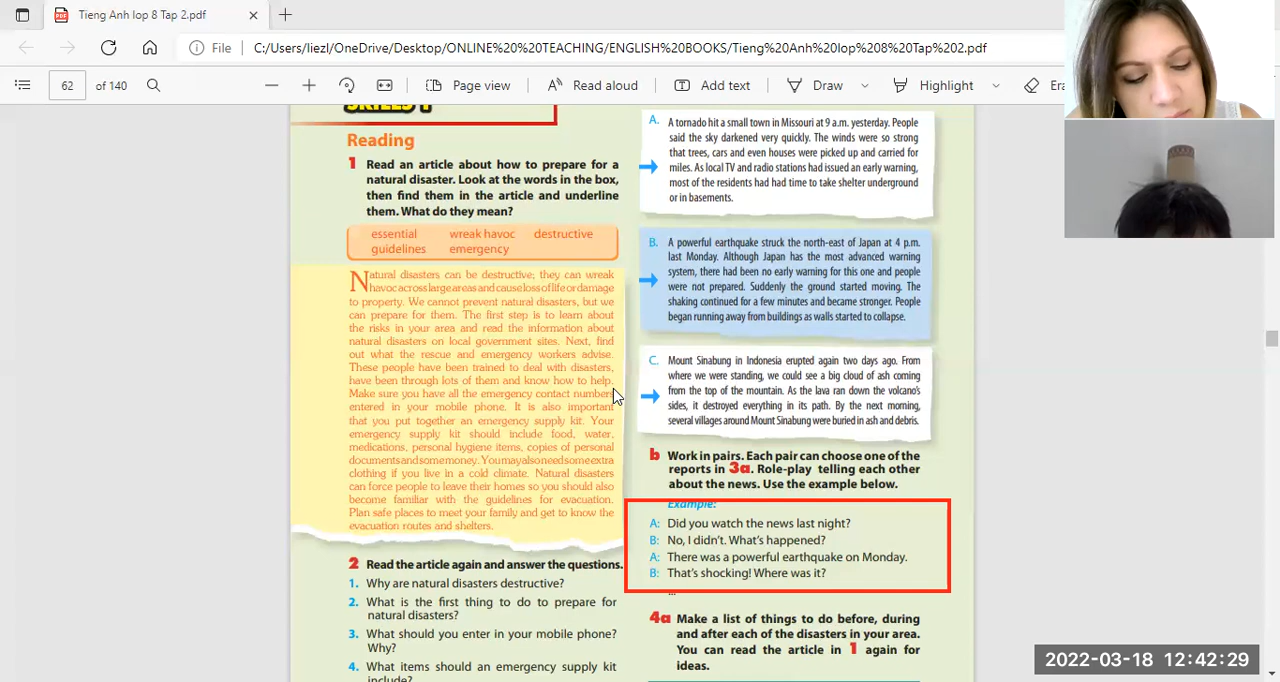 Tieng Anh lop 8 Tap 2.pdf
File C:/Users/liezl/OneDrive/Desktop/ONLINE%20%20TEACHING/ENGLISH%20BOOKS/Tieng%20Anh%20lop%208%20Tap%202.pdf
62 of 140 Page view Read aloud Add text Draw Highlight
SKILLS 1
Reading
1 Read an article about how to prepare for a
natural disaster. Look at the words in the box,
then find them in the article and underline
them. What do they mean?
essential wreak havoc destructive
guidelines emergency
Natural disasters can be destructive; they can wreak
havoc across large areas and cause loss of life or damage
to property. We cannot prevent natural disasters, but we
can prepare for them. The first step is to learn about
the risks in your area and read the information about
natural disasters on local government sites. Next, find
out what the rescue and emergency workers advise.
These people have been trained to deal with disasters,
have been through lots of them and know how to help.
Make sure you have all the emergency contact numbers
entered in your mobile phone. It is also important
that you put together an emergency supply kit. Your
emergency supply kit should include food, water,
medications, personal hygiene items, copies of personal
documents and some money. You may also need some extra
clothing if you live in a cold climate. Natural disasters
can force people to leave their homes so you should also
become familiar with the guidelines for evacuation.
Plan safe places to meet your family and get to know the
evacuation routes and shelters.
2 Read the article again and answer the questions.
1. Why are natural disasters destructive?
2. What is the first thing to do to prepare for
natural disasters?
3. What should you enter in your mobile phone?
Why?
4. What items should an emergency supply kit
include?
A. A tornado hit a small town in Missouri at 9 a.m. yesterday. People
said the sky darkened very quickly. The winds were so strong
that trees, cars and even houses were picked up and carried for
miles. As local TV and radio stations had issued an early warning,
most of the residents had had time to take shelter underground
or in basements.
B. A powerful earthquake struck the north-east of Japan at 4 p.m.
last Monday. Although Japan has the most advanced warning
system, there had been no early warning for this one and people
were not prepared. Suddenly the ground started moving. The
shaking continued for a few minutes and became stronger. People
began running away from buildings as walls started to collapse.
C. Mount Sinabung in Indonesia erupted again two days ago. From
where we were standing, we could see a big cloud of ash coming
from the top of the mountain. As the lava ran down the volcano's
sides, it destroyed everything in its path. By the next morning,
several villages around Mount Sinabung were buried in ash and debris.
b Work in pairs. Each pair can choose one of the
reports in 3a. Role-play telling each other
about the news. Use the example below.
Example:
A: Did you watch the news last night?
B: No, I didn't. What's happened?
A: There was a powerful earthquake on Monday.
B: That's shocking! Where was it?
...
4a Make a list of things to do before, during
and after each of the disasters in your area.
You can read the article in 1 again for
ideas.
2022-03-18 12:42:29